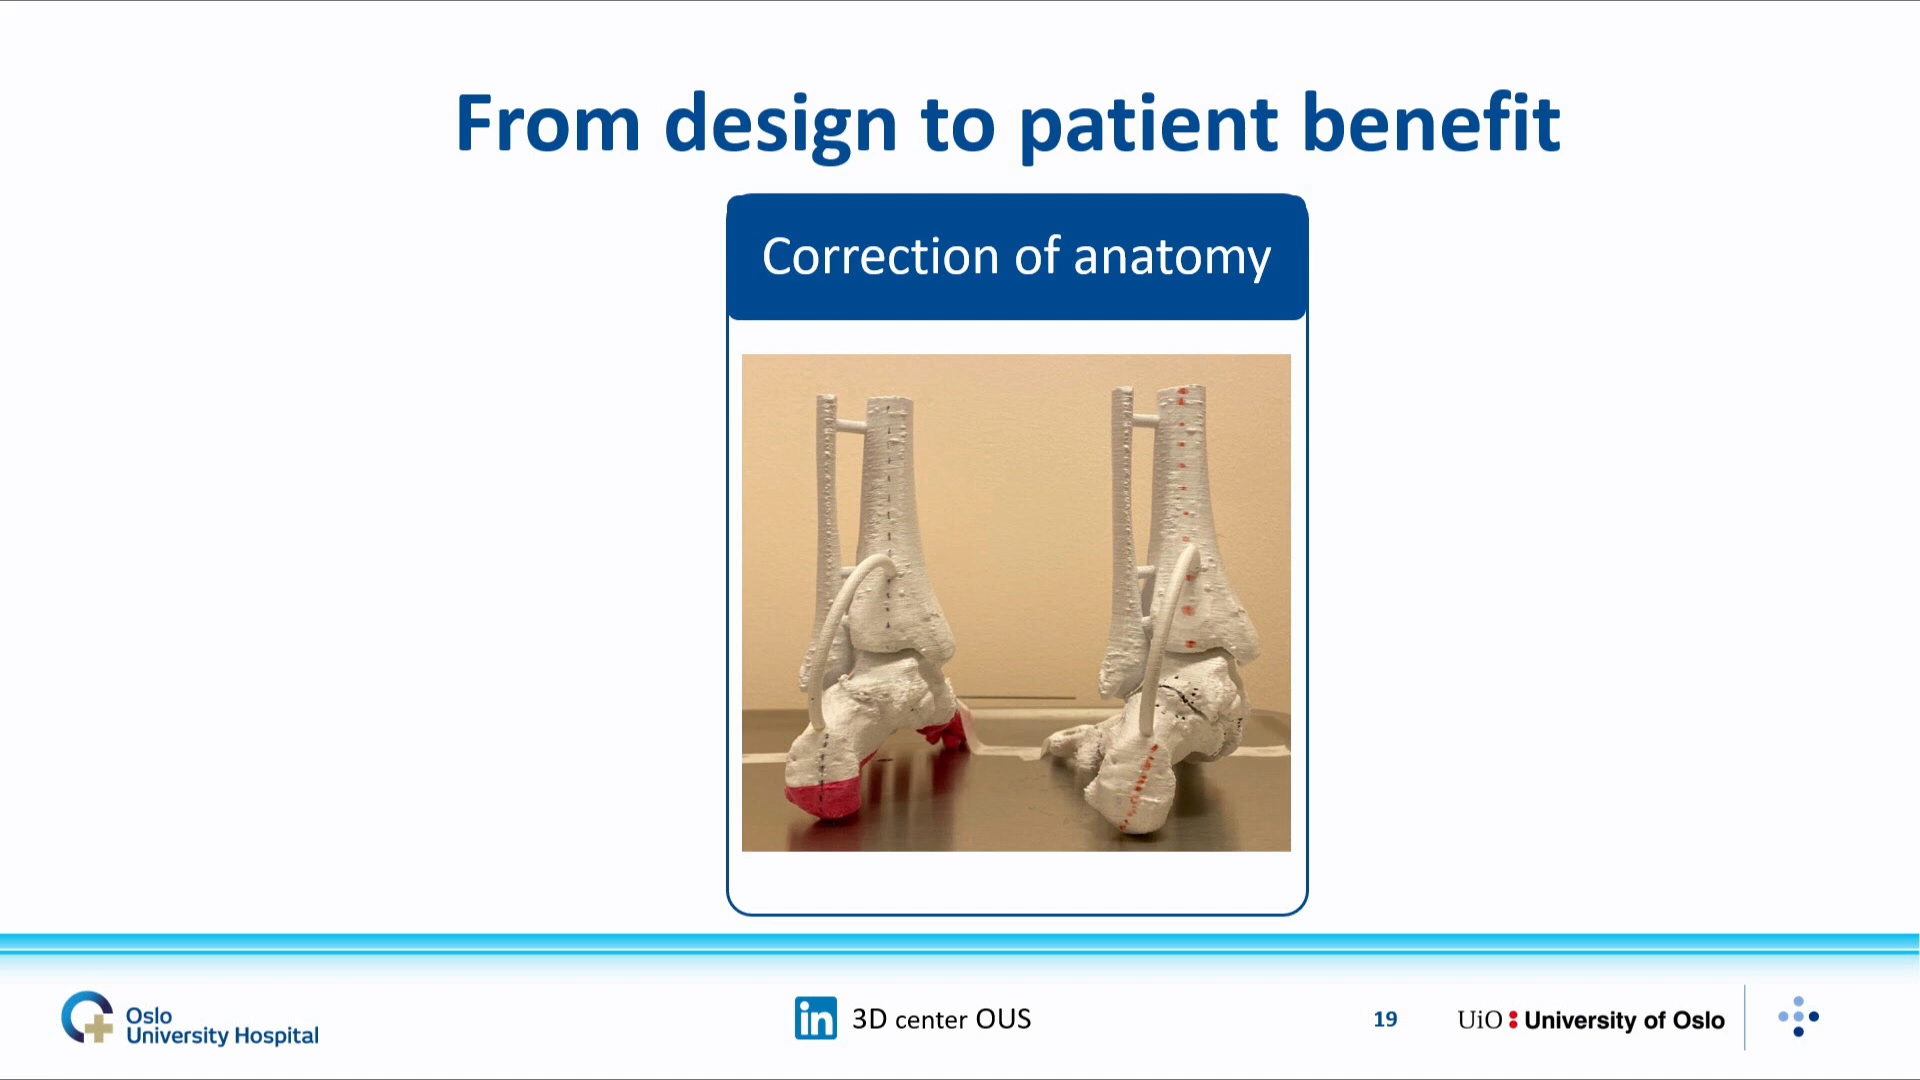 From design to patient benefit
Correction of anatomy
Oslo
University Hospital
in
3D center OUS
19
UiO
University of Oslo